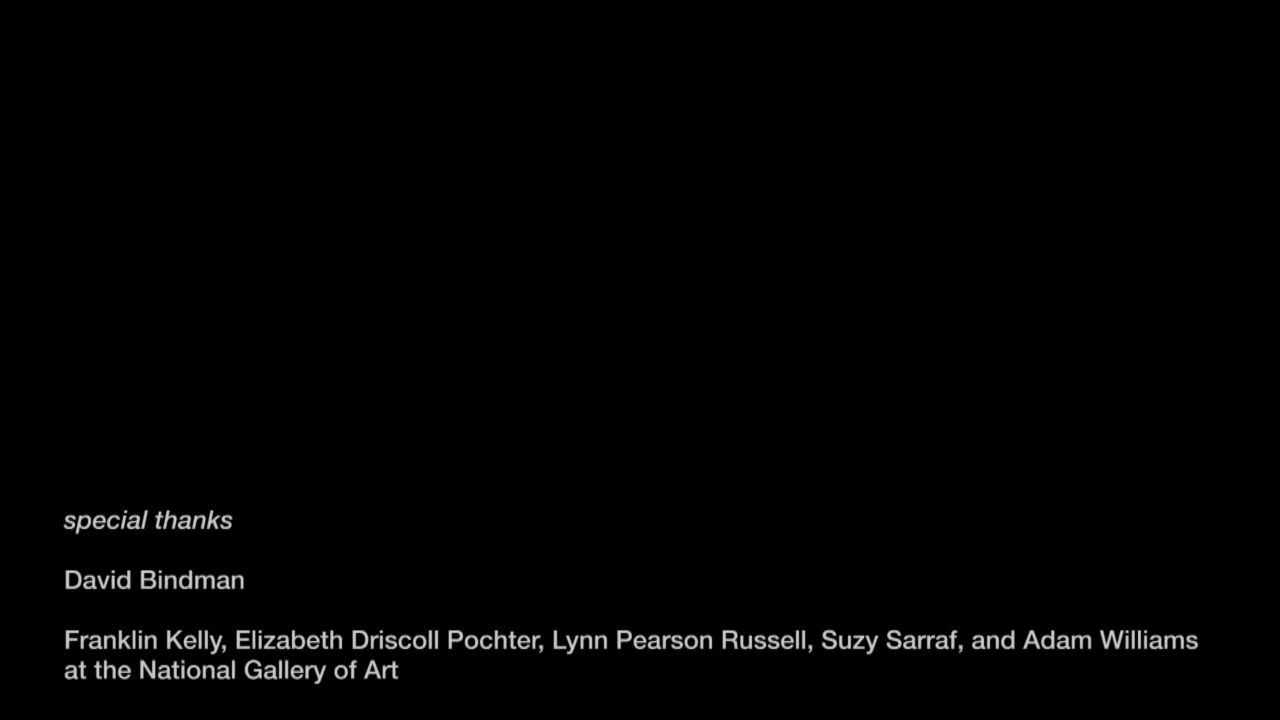 special thanks
David Bindman
Franklin Kelly, Elizabeth Driscoll Pochter, Lynn Pearson Russell, Suzy Sarraf, and Adam Williams
at the National Gallery of Art